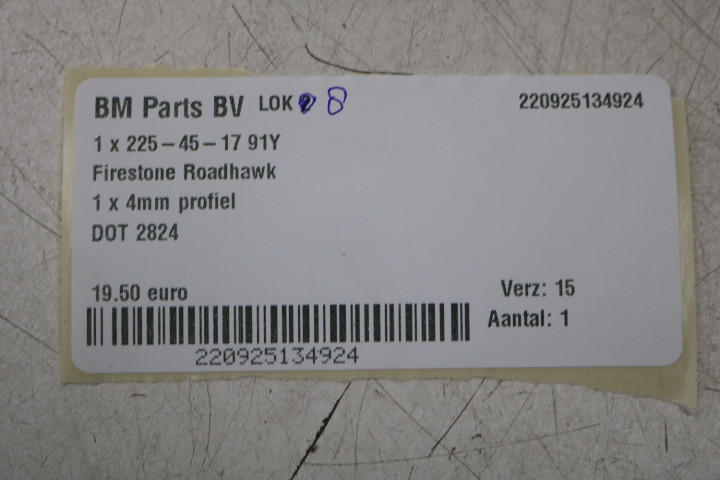 BM Parts BV LOK 8 220925134924
1 x 225-45-17 91Y
Firestone Roadhawk
1 x 4mm profiel
DOT 2824
19.50 euro Verz: 15
Aantal: 1
220925134924